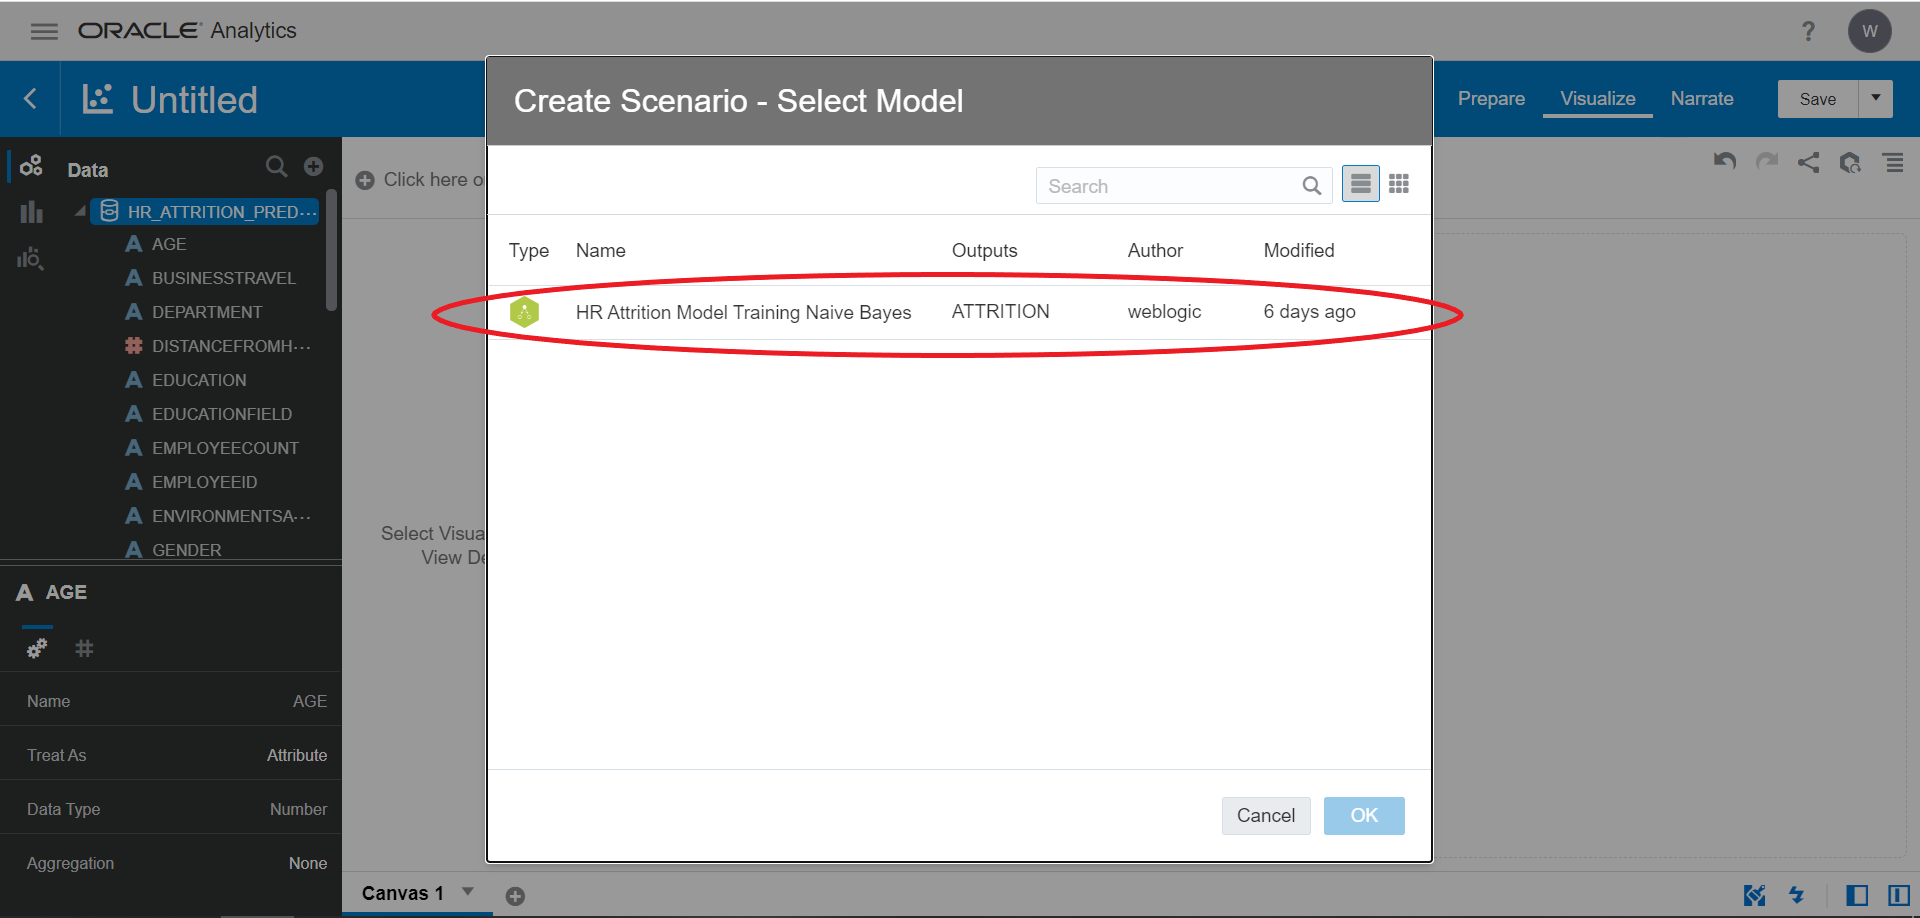 ORACLE Analytics
?
W
Untitled
Create Scenario - Select Model
Prepare
Visualize
Narrate
Save
Data
Click here o
Search
HR_ATTRITION_PRED···
AGE
BUSINESSTRAVEL
DEPARTMENT
DISTANCEFROMH···
EDUCATION
EDUCATIONFIELD
EMPLOYEECOUNT
EMPLOYEEID
ENVIRONMENTSA···
GENDER
Type Name Outputs Author Modified
HR Attrition Model Training Naive Bayes ATTRITION weblogic 6 days ago
Select Visua
View De
A AGE
Name AGE
Treat As Attribute
Data Type Number
Aggregation None
Cancel
OK
Canvas 1